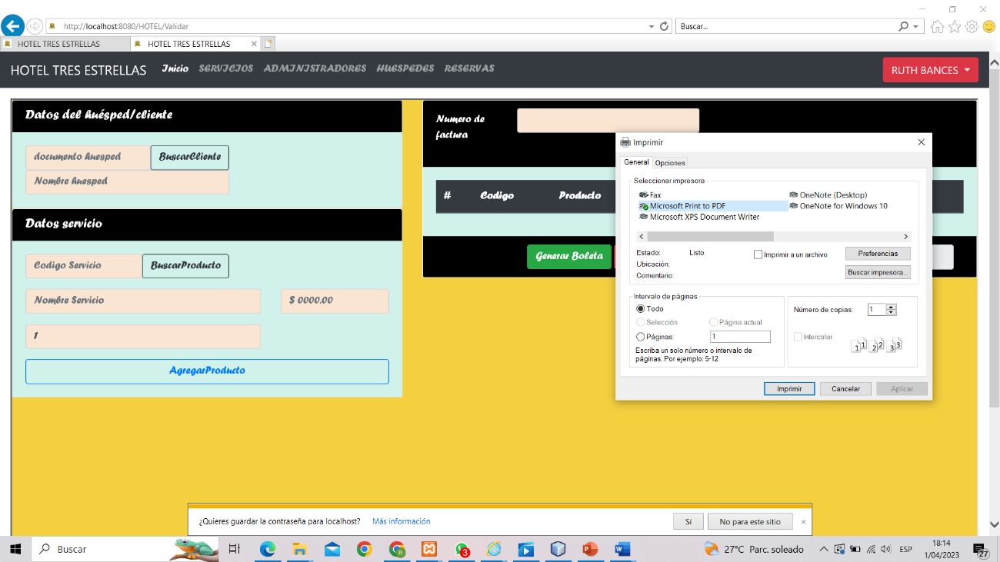 http://localhost:8080/HOTEL/Validar
Buscar...
HOTEL TRES ESTRELLAS
HOTEL TRES ESTRELLAS
HOTEL TRES ESTRELLAS
Inicio
SERVICIOS
ADMINISTRADORES
HUESPEDES
RESERVAS
RUTH BANCES
Datos del huésped/cliente
documento huesped
BuscarCliente
Nombre huesped
Datos servicio
Codigo Servicio
BuscarProducto
Nombre Servicio
$ 0000.00
1
AgregarProducto
Numero de
factura
# Codigo Producto
Generar Boleta
Imprimir
General
Opciones
Seleccionar impresora
Fax
Microsoft Print to PDF
Microsoft XPS Document Writer
OneNote (Desktop)
OneNote for Windows 10
Estado: Listo
Ubicación:
Comentario:
Imprimir a un archivo
Preferencias
Buscar impresora...
Intervalo de páginas
Todo
Selección
Página actual
Páginas: 1
Escriba un solo número o intervalo de
páginas. Por ejemplo: 5-12
Número de copias: 1
Intercalar
1 1 2 2 3 3
Imprimir
Cancelar
Aplicar
¿Quieres guardar la contraseña para localhost?
Más información
Sí
No para este sitio
Buscar
3
27°C Parc. soleado
ESP
18:14
1/04/2023
27